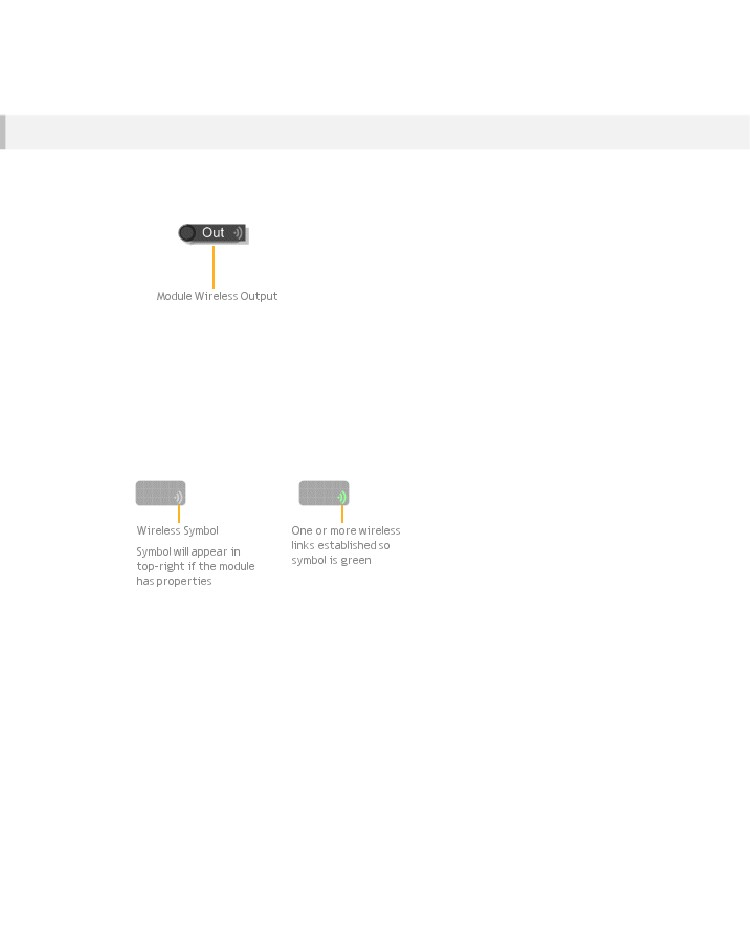 Out
Module Wireless Output
Wireless Symbol
Symbol will appear in
top-right if the module
has properties
One or more wireless
links established so
symbol is green